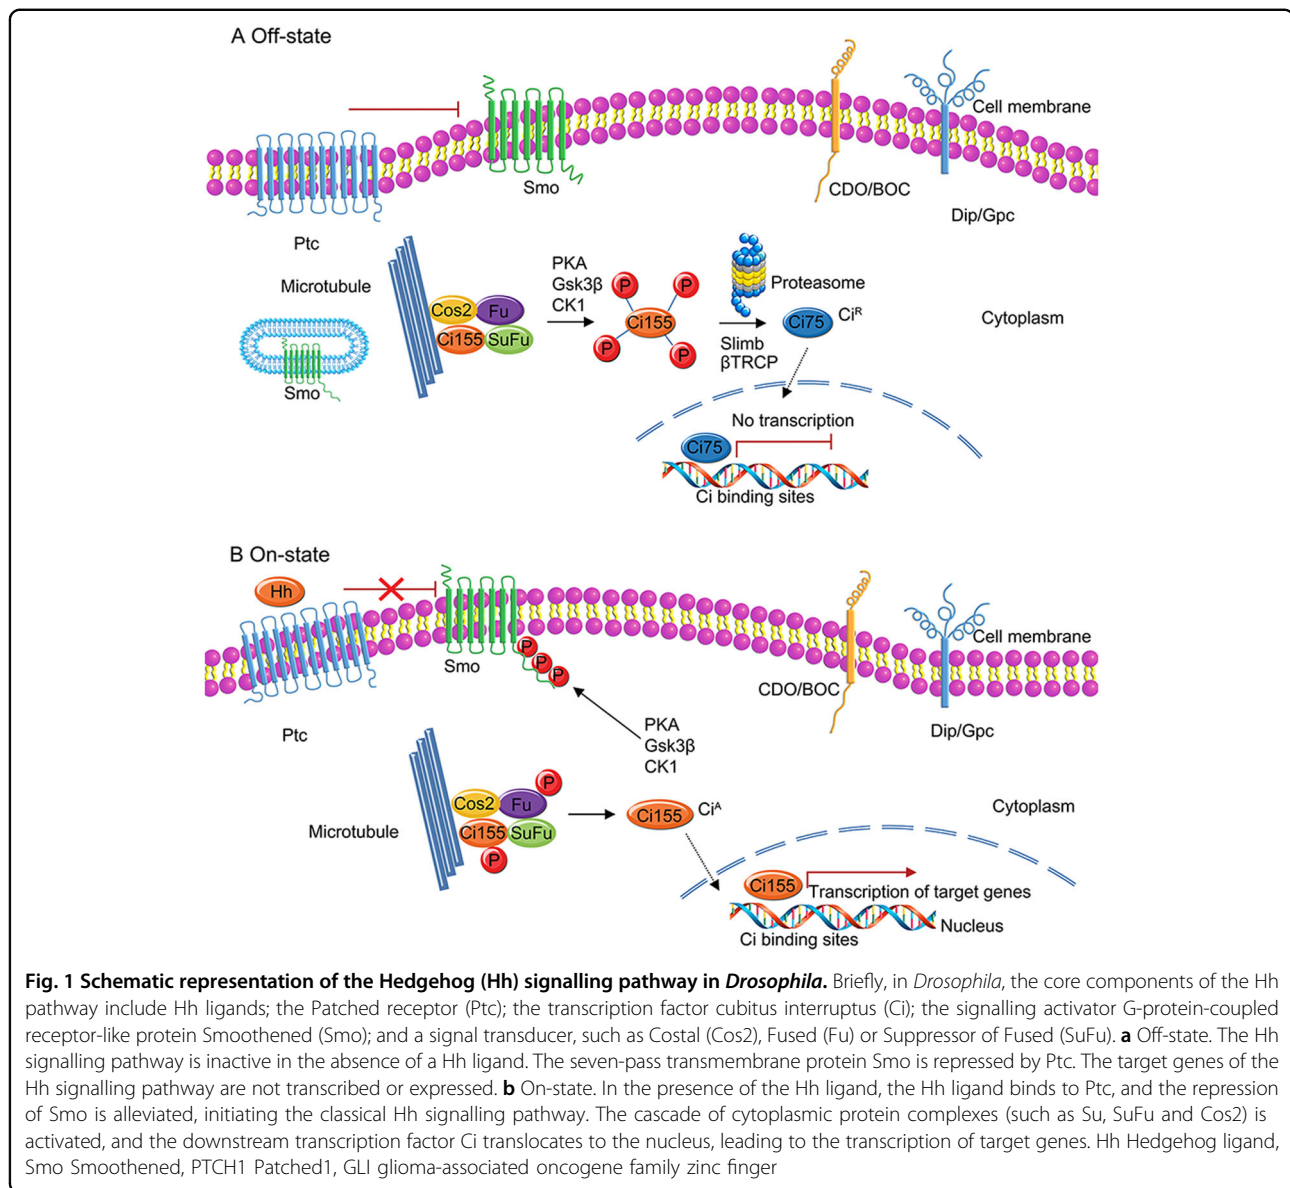 A Off-state
Cell membrane
Smo
CDO/BOC
Dip/Gpc
Ptc
Microtubule
PKA
Gsk3β
CK1
Proteasome
Cos2 Fu
Ci155 SuFu
P P
Ci155
P P
Slimb
βTRCP
Ci75
Ciᴿ
Cytoplasm
Smo
No transcription
Ci75
Ci binding sites
B On-state
Hh
Cell membrane
Smo
P
P
P
CDO/BOC
Dip/Gpc
Ptc
PKA
Gsk3β
CK1
P
Cos2 Fu
Ci155 SuFu
P
Microtubule
Ci155
Ciᴬ
Cytoplasm
Ci155
Transcription of target genes
Nucleus
Ci binding sites
Fig. 1 Schematic representation of the Hedgehog (Hh) signalling pathway in Drosophila. Briefly, in Drosophila, the core components of the Hh
pathway include Hh ligands; the Patched receptor (Ptc); the transcription factor cubitus interruptus (Ci); the signalling activator G-protein-coupled
receptor-like protein Smoothened (Smo); and a signal transducer, such as Costal (Cos2), Fused (Fu) or Suppressor of Fused (SuFu). a Off-state. The Hh
signalling pathway is inactive in the absence of a Hh ligand. The seven-pass transmembrane protein Smo is repressed by Ptc. The target genes of the
Hh signalling pathway are not transcribed or expressed. b On-state. In the presence of the Hh ligand, the Hh ligand binds to Ptc, and the repression
of Smo is alleviated, initiating the classical Hh signalling pathway. The cascade of cytoplasmic protein complexes (such as Su, SuFu and Cos2) is
activated, and the downstream transcription factor Ci translocates to the nucleus, leading to the transcription of target genes. Hh Hedgehog ligand,
Smo Smoothened, PTCH1 Patched1, GLI glioma-associated oncogene family zinc finger